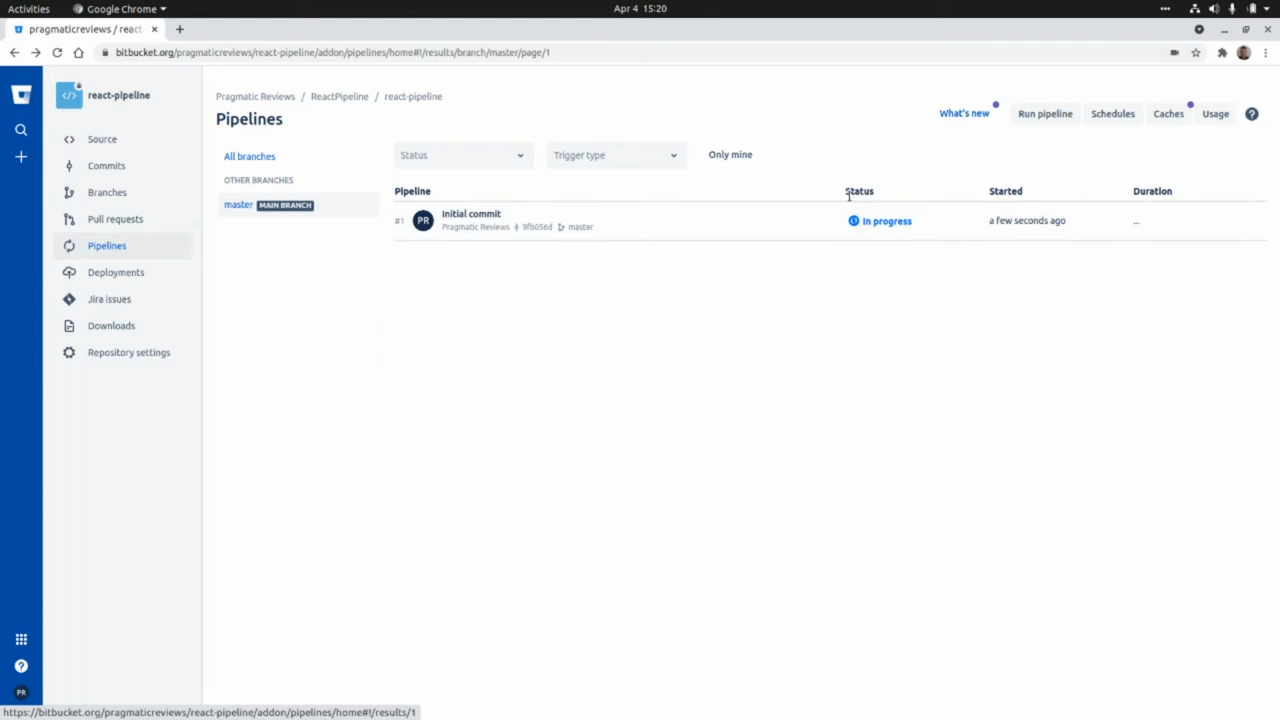 Activities
Google Chrome
Apr 4 15:20
pragmaticreviews / react
bitbucket.org/pragmaticreviews/react-pipeline/addon/pipelines/home#!/results/branch/master/page/1
react-pipeline
Source
Commits
Branches
Pull requests
Pipelines
Deployments
Jira issues
Downloads
Repository settings
PR
Pragmatic Reviews / ReactPipeline / react-pipeline
Pipelines
What's new
Run pipeline
Schedules
Caches
Usage
All branches
OTHER BRANCHES
master MAIN BRANCH
Status
Trigger type
Only mine
Pipeline Status Started Duration
#1 PR Initial commit In progress a few seconds ago ...
Pragmatic Reviews 9fb056d master
https://bitbucket.org/pragmaticreviews/react-pipeline/addon/pipelines/home#!/results/1